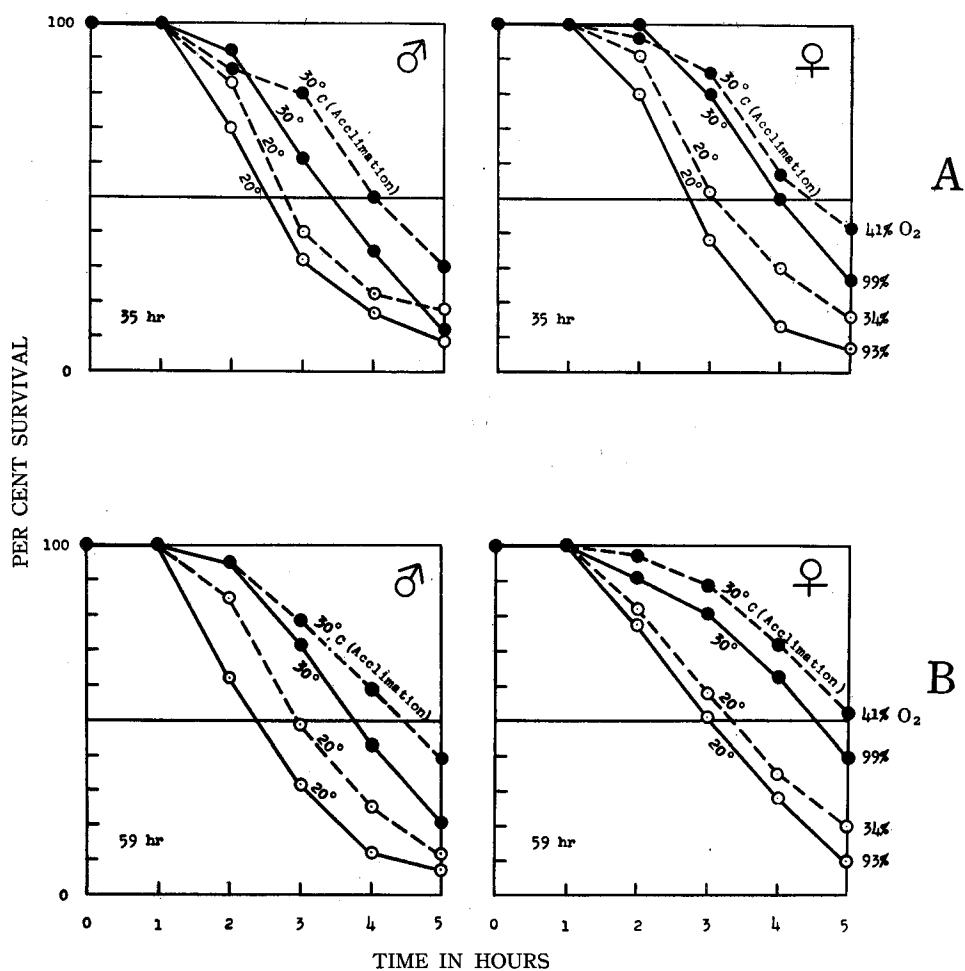 PER CENT SURVIVAL
100
♂
30° C (Acclimation)
30°
20°
20°
35 hr
0
♀
30° C (Acclimation)
30°
20°
20°
35 hr
41% O₂
99%
34%
93%
A
100
♂
30° C (Acclimation)
30°
20°
20°
59 hr
0
0 1 2 3 4 5
♀
30° C (Acclimation)
30°
20°
20°
59 hr
41% O₂
99%
34%
93%
B
0 1 2 3 4 5
TIME IN HOURS